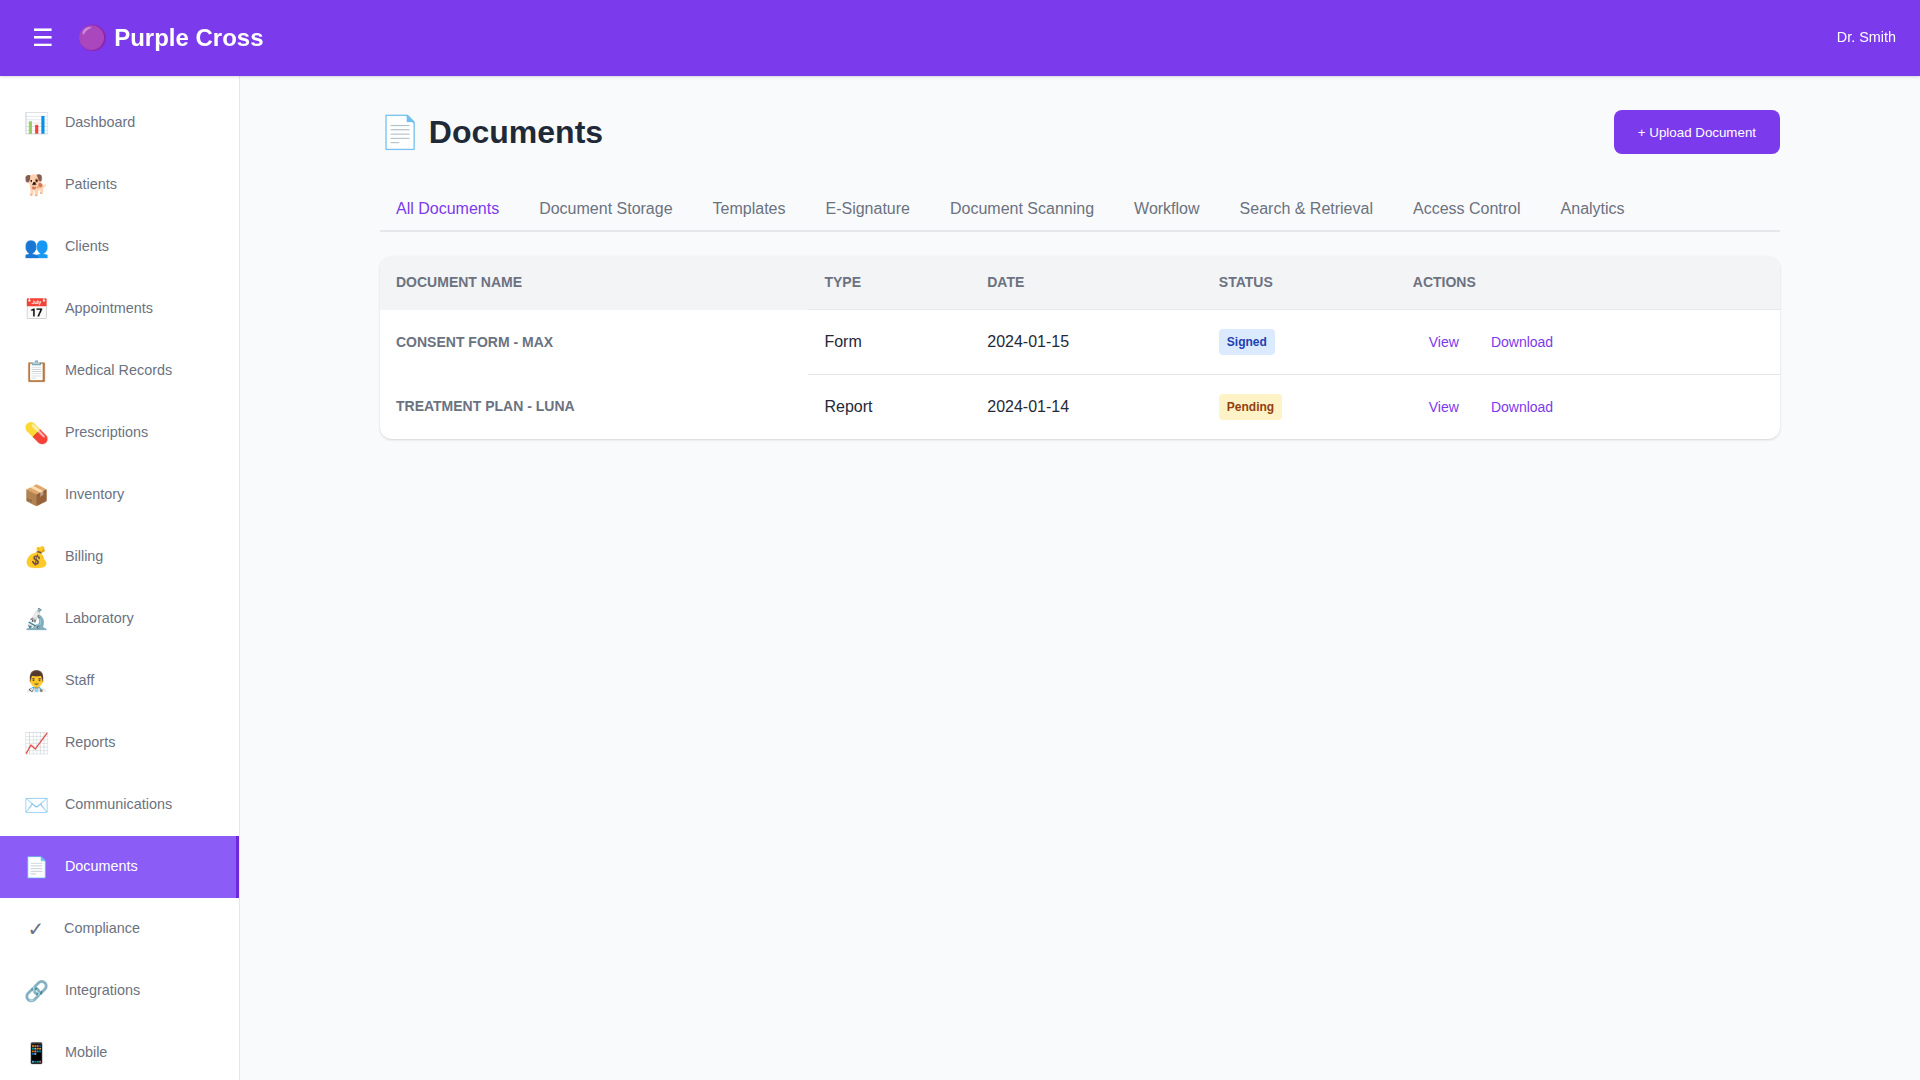 ☰ Purple Cross
Dr. Smith
Dashboard
Patients
Clients
Appointments
Medical Records
Prescriptions
Inventory
Billing
Laboratory
Staff
Reports
Communications
Documents
✓ Compliance
Integrations
Mobile
Documents
+ Upload Document
All Documents Document Storage Templates E-Signature Document Scanning Workflow Search & Retrieval Access Control Analytics
DOCUMENT NAME TYPE DATE STATUS ACTIONS
CONSENT FORM - MAX Form 2024-01-15 Signed View Download
TREATMENT PLAN - LUNA Report 2024-01-14 Pending View Download